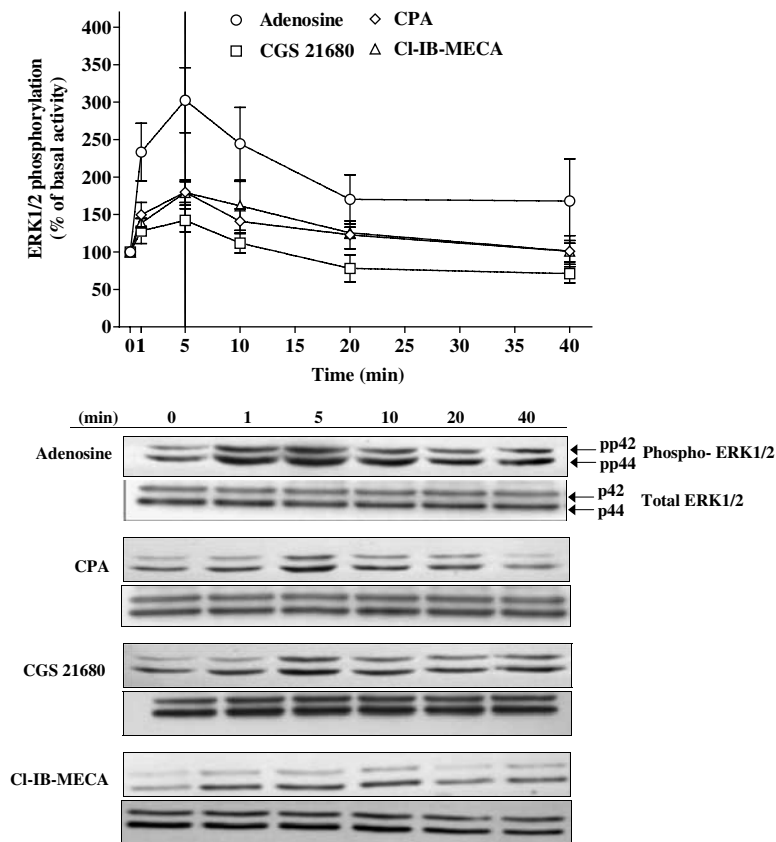 Adenosine
CPA
CGS 21680
Cl-IB-MECA
ERK1/2 phosphorylation
(% of basal activity)
400
350
300
250
200
150
100
50
0
0 1 5 10 15 20 25 30 35 40
Time (min)
(min) 0 1 5 10 20 40
Adenosine
pp42
pp44
Phospho- ERK1/2
p42
p44
Total ERK1/2
CPA
CGS 21680
Cl-IB-MECA